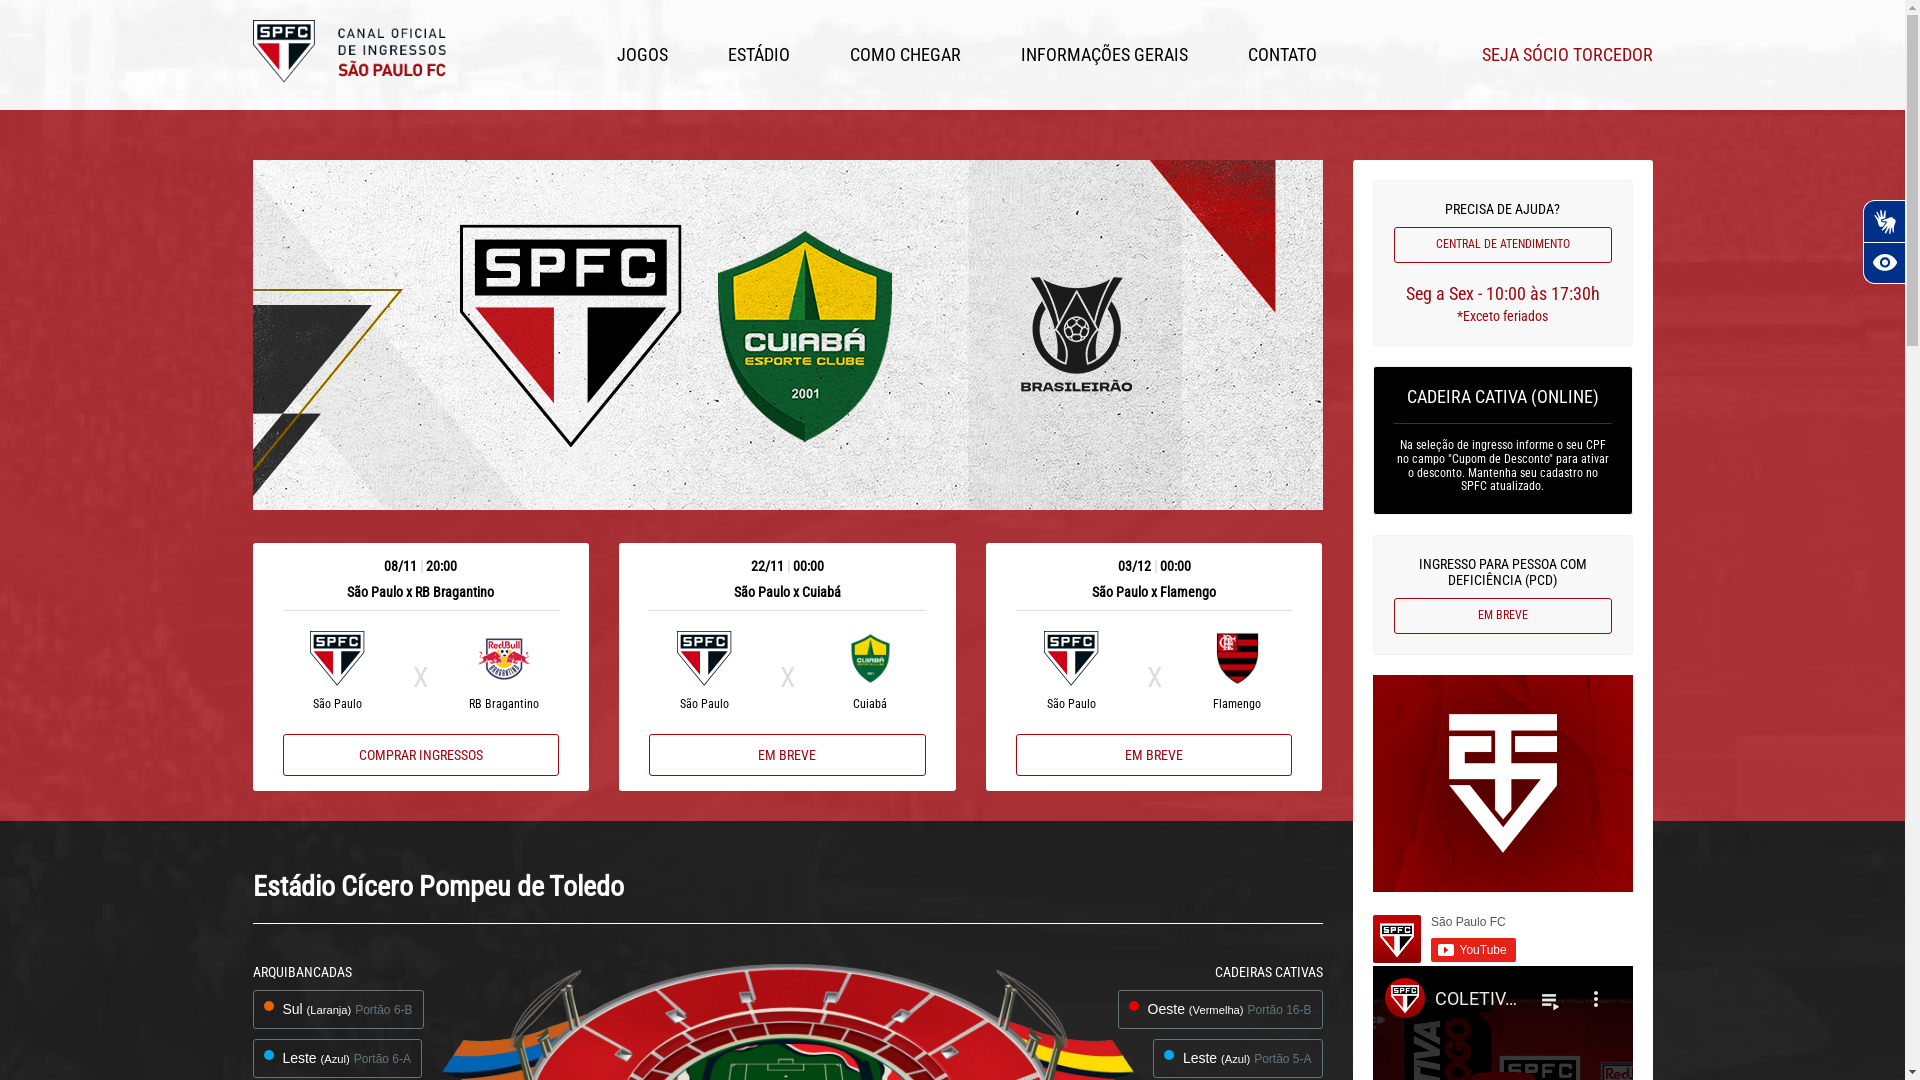 SPFC
CANAL OFICIAL
DE INGRESSOS
SÃO PAULO FC
JOGOS
ESTÁDIO
COMO CHEGAR
INFORMAÇÕES GERAIS
CONTATO
SEJA SÓCIO TORCEDOR
SPFC
CUIABÁ
ESPORTE CLUBE
2001
BRASILEIRÃO
08/11 | 20:00
São Paulo x RB Bragantino
SPFC
X
RedBull
BRAGANTINO
São Paulo
RB Bragantino
COMPRAR INGRESSOS
22/11 | 00:00
São Paulo x Cuiabá
SPFC
X
CUIABÁ
São Paulo
Cuiabá
EM BREVE
03/12 | 00:00
São Paulo x Flamengo
SPFC
X
São Paulo
Flamengo
EM BREVE
PRECISA DE AJUDA?
CENTRAL DE ATENDIMENTO
Seg a Sex - 10:00 às 17:30h
*Exceto feriados
CADEIRA CATIVA (ONLINE)
Na seleção de ingresso informe o seu CPF
no campo "Cupom de Desconto" para ativar
o desconto. Mantenha seu cadastro no
SPFC atualizado.
INGRESSO PARA PESSOA COM
DEFICIÊNCIA (PCD)
EM BREVE
SPFC
São Paulo FC
YouTube
SPFC
COLETIV...
Estádio Cícero Pompeu de Toledo
ARQUIBANCADAS
Sul (Laranja) Portão 6-B
Leste (Azul) Portão 6-A
CADEIRAS CATIVAS
Oeste (Vermelha) Portão 16-B
Leste (Azul) Portão 5-A